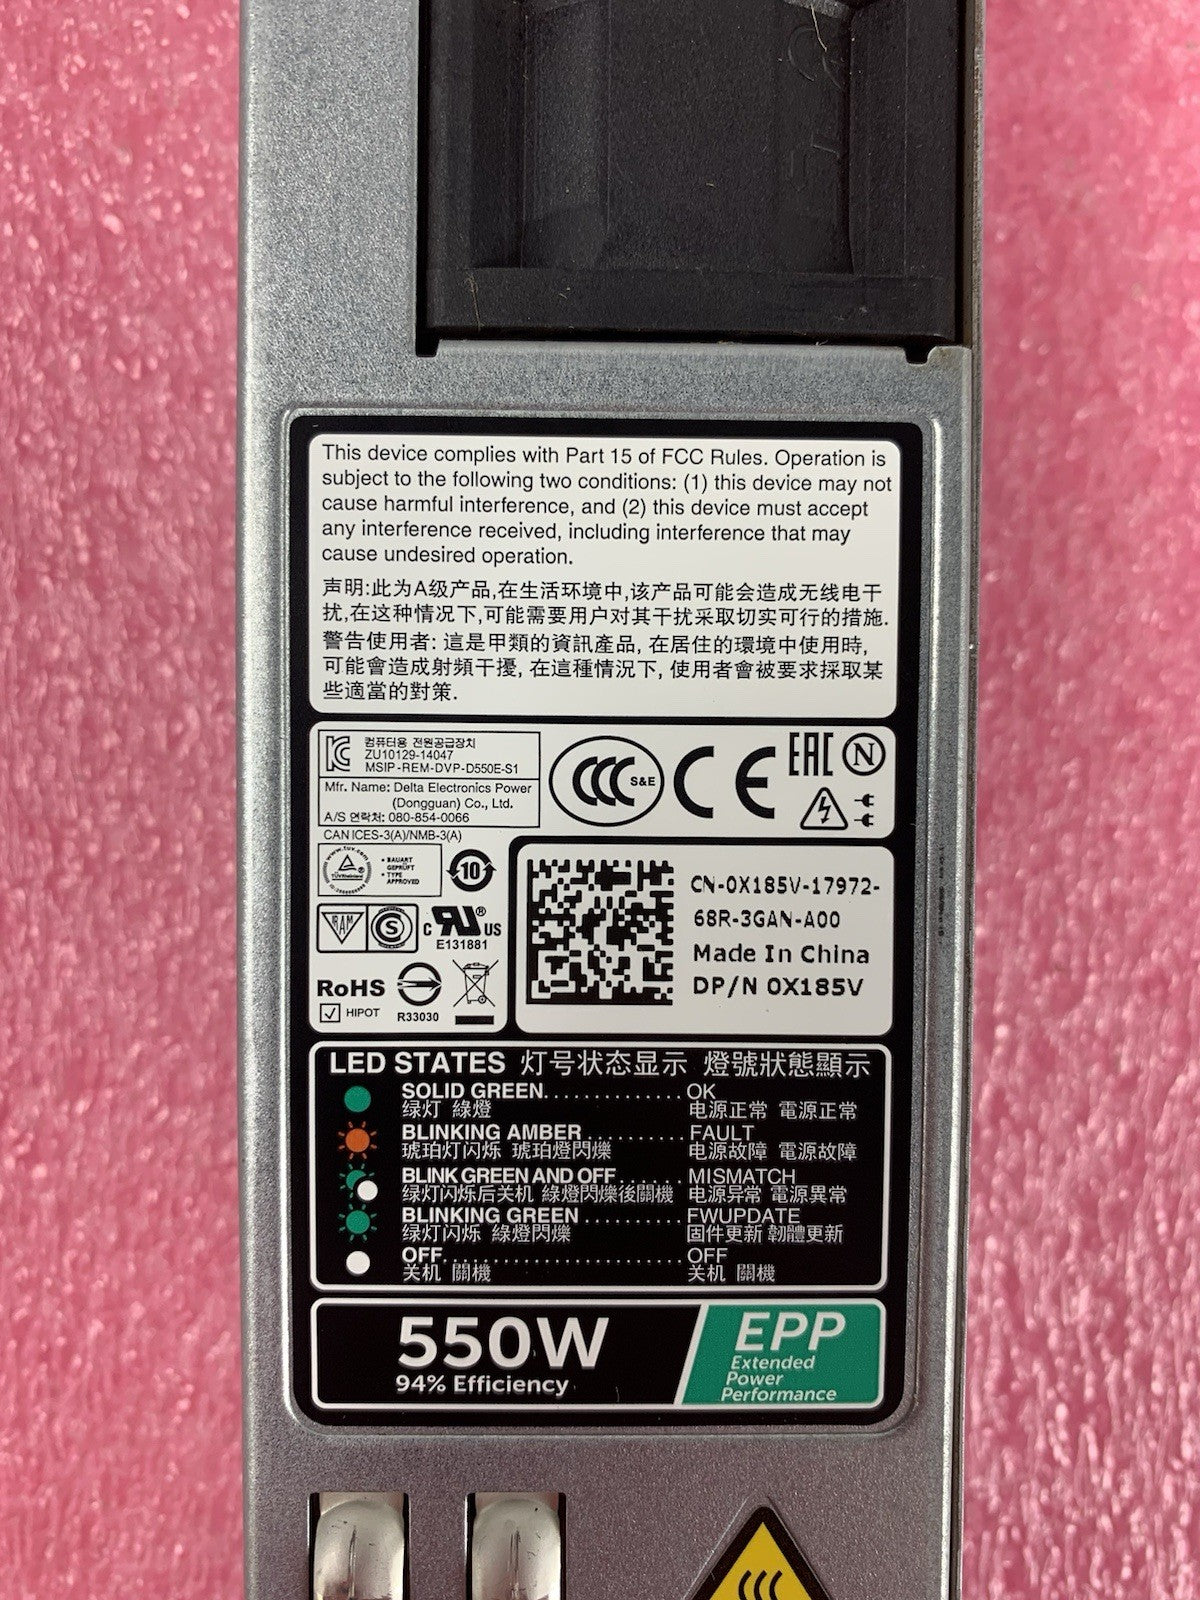 This device complies with Part 15 of FCC Rules. Operation is
subject to the following two conditions: (1) this device may not
cause harmful interference, and (2) this device must accept
any interference received, including interference that may
cause undesired operation.
声明:此为A级产品,在生活环境中,该产品可能会造成无线电干
扰,在这种情况下,可能需要用户对其干扰采取切实可行的措施.
警告使用者: 這是甲類的資訊產品, 在居住的環境中使用時,
可能會造成射頻干擾, 在這種情況下, 使用者會被要求採取某
些適當的對策.
컴퓨터용 전원공급장치
ZU10129-14047
MSIP-REM-DVP-D550E-S1
Mfr. Name: Delta Electronics Power
(Dongguan) Co., Ltd.
A/S 연락처: 080-854-0066
CCC S&E
CE
EAC
N
CAN ICES-3(A)/NMB-3(A)
www.tuv.com
TÜVRheinland
• BAUART
GEPRÜFT
• TYPE
APPROVED
10
IRAM
S
c RU ® US
E131881
RoHS
HIPOT
R33030
CN-0X185V-17972-
68R-3GAN-A00
Made In China
DP/N 0X185V
LED STATES 灯号状态显示 燈號狀態顯示
SOLID GREEN.............. OK
绿灯 綠燈 电源正常 電源正常
BLINKING AMBER .......... FAULT
琥珀灯闪烁 琥珀燈閃爍 电源故障 電源故障
BLINK GREEN AND OFF...... MISMATCH
绿灯闪烁后关机 綠燈閃爍後關機 电源异常 電源異常
BLINKING GREEN .......... FWUPDATE
绿灯闪烁 綠燈閃爍 固件更新 韌體更新
OFF........................ OFF
关机 關機 关机 關機
550W
94% Efficiency
EPP
Extended
Power
Performance